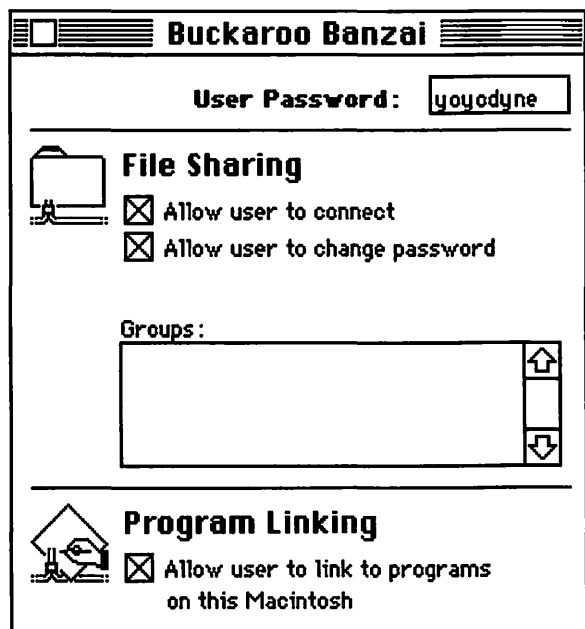 Buckaroo Banzai
User Password: yoyodyne
File Sharing
Allow user to connect
Allow user to change password
Groups:
Program Linking
Allow user to link to programs
on this Macintosh